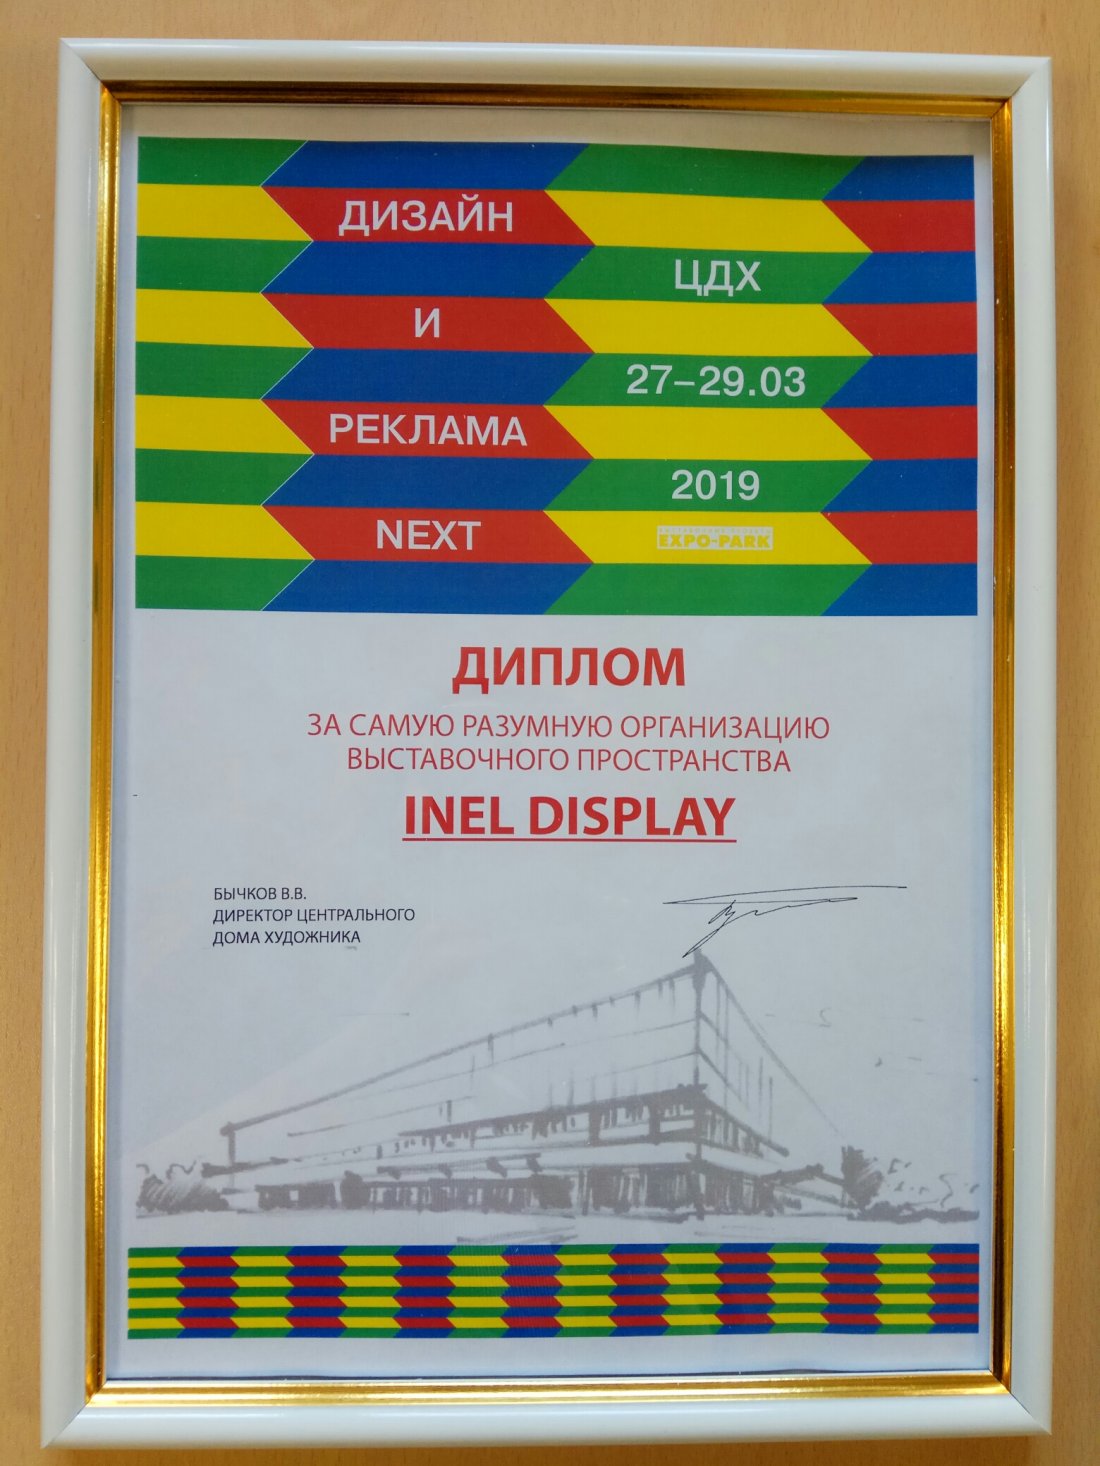 ДИЗАЙН
ЦДХ
И
27–29.03
РЕКЛАМА
2019
NEXT
EXPO-PARK
ДИПЛОМ
ЗА САМУЮ РАЗУМНУЮ ОРГАНИЗАЦИЮ
ВЫСТАВОЧНОГО ПРОСТРАНСТВА
INEL DISPLAY
БЫЧКОВ В.В.
ДИРЕКТОР ЦЕНТРАЛЬНОГО
ДОМА ХУДОЖНИКА